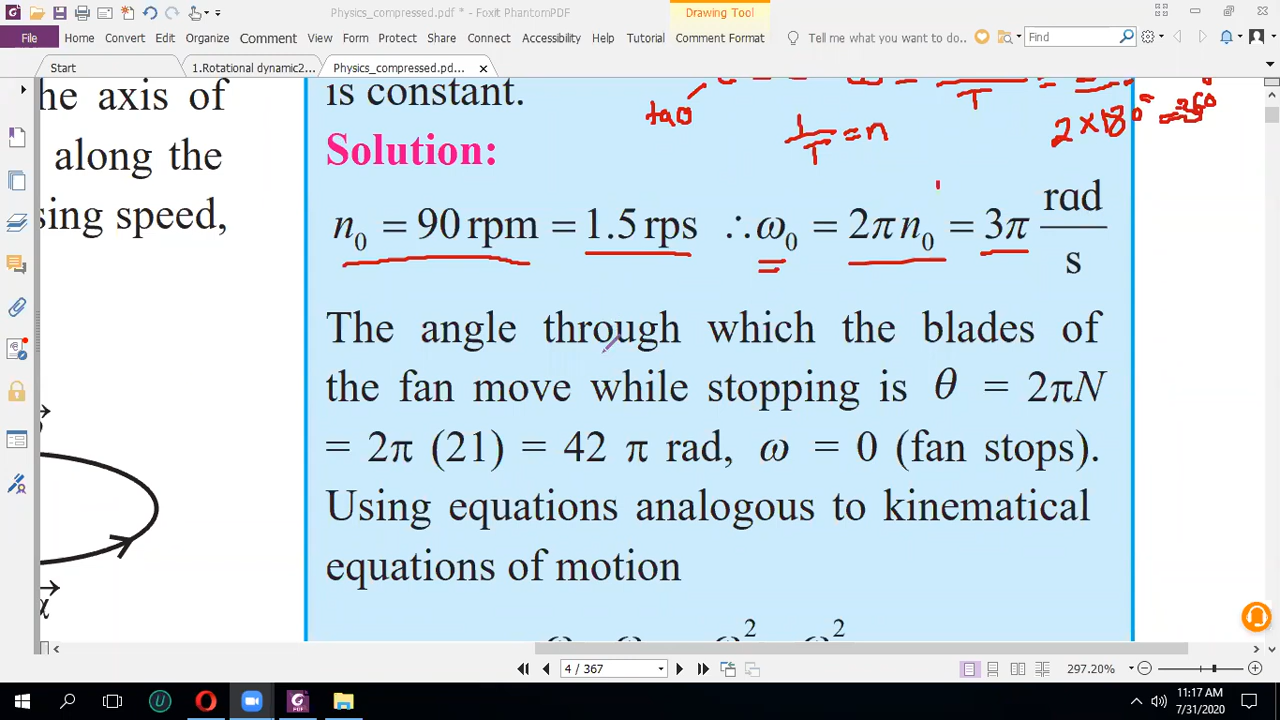 Physics_compressed.pdf * - Foxit PhantomPDF
Drawing Tool
File Home Convert Edit Organize Comment View Form Protect Share Connect Accessibility Help Tutorial Comment Format Tell me what you want to do... Find
Start 1.Rotational dynamic2... Physics_compressed.pd...
he axis of
along the
sing speed,
is constant.
tanθ
T
1/T = n
2×180° = 360
Solution:
n₀ = 90 rpm = 1.5 rps ∴ω₀ = 2πn₀ = 3π rad/s
The angle through which the blades of
the fan move while stopping is θ = 2πN
= 2π (21) = 42 π rad, ω = 0 (fan stops).
Using equations analogous to kinematical
equations of motion
4 / 367
297.20%
11:17 AM
7/31/2020